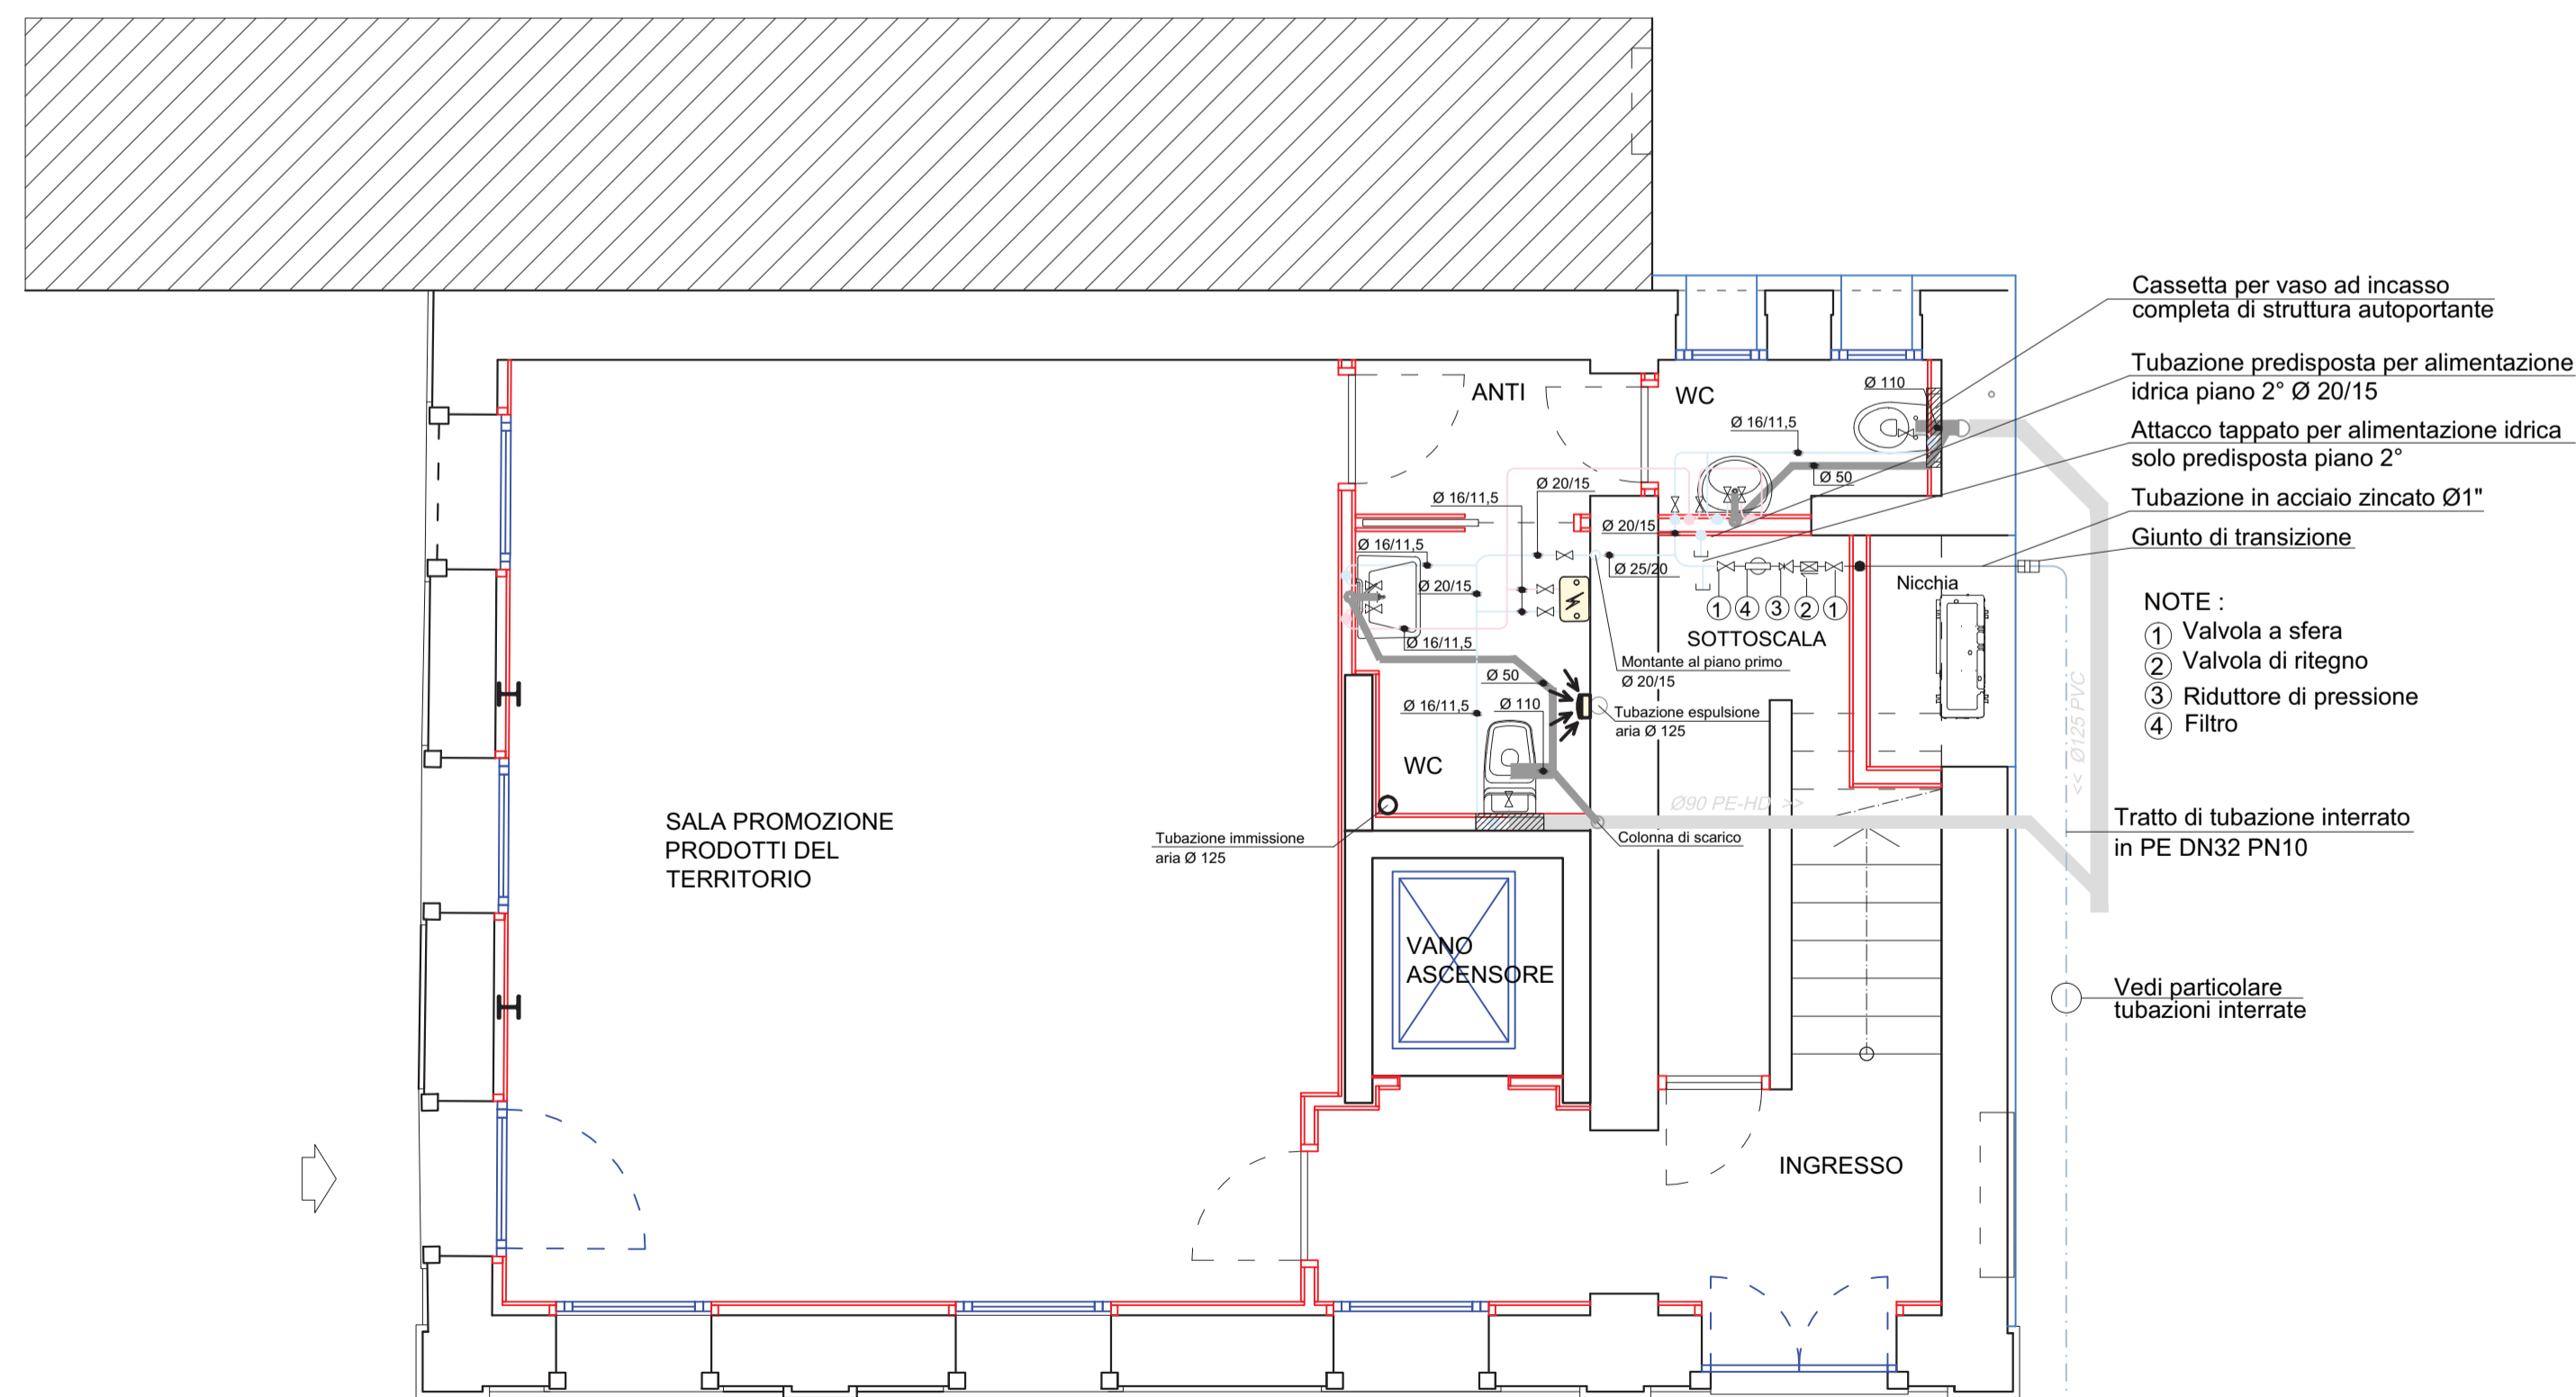 Cassetta per vaso ad incasso
completa di struttura autoportante
Tubazione predisposta per alimentazione
idrica piano 2° Ø 20/15
Attacco tappato per alimentazione idrica
solo predisposta piano 2°
Tubazione in acciaio zincato Ø1"
Giunto di transizione
NOTE :
1 Valvola a sfera
2 Valvola di ritegno
3 Riduttore di pressione
4 Filtro
Tratto di tubazione interrato
in PE DN32 PN10
Vedi particolare
tubazioni interrate
ANTI
WC
Ø 110
Ø 16/11,5
Ø 50
Ø 20/15
Ø 16/11,5
Ø 20/15
Ø 16/11,5
Ø 25/20
Ø 20/15
Nicchia
1 4 3 2 1
SOTTOSCALA
Ø 16/11,5
Montante al piano primo
Ø 20/15
Ø 50
Ø 16/11,5
Ø 110
Tubazione espulsione
aria Ø 125
<< Ø125 PVC
WC
Ø90 PE-HD >>
Tubazione immissione
aria Ø 125
Colonna di scarico
SALA PROMOZIONE
PRODOTTI DEL
TERRITORIO
VANO
ASCENSORE
INGRESSO